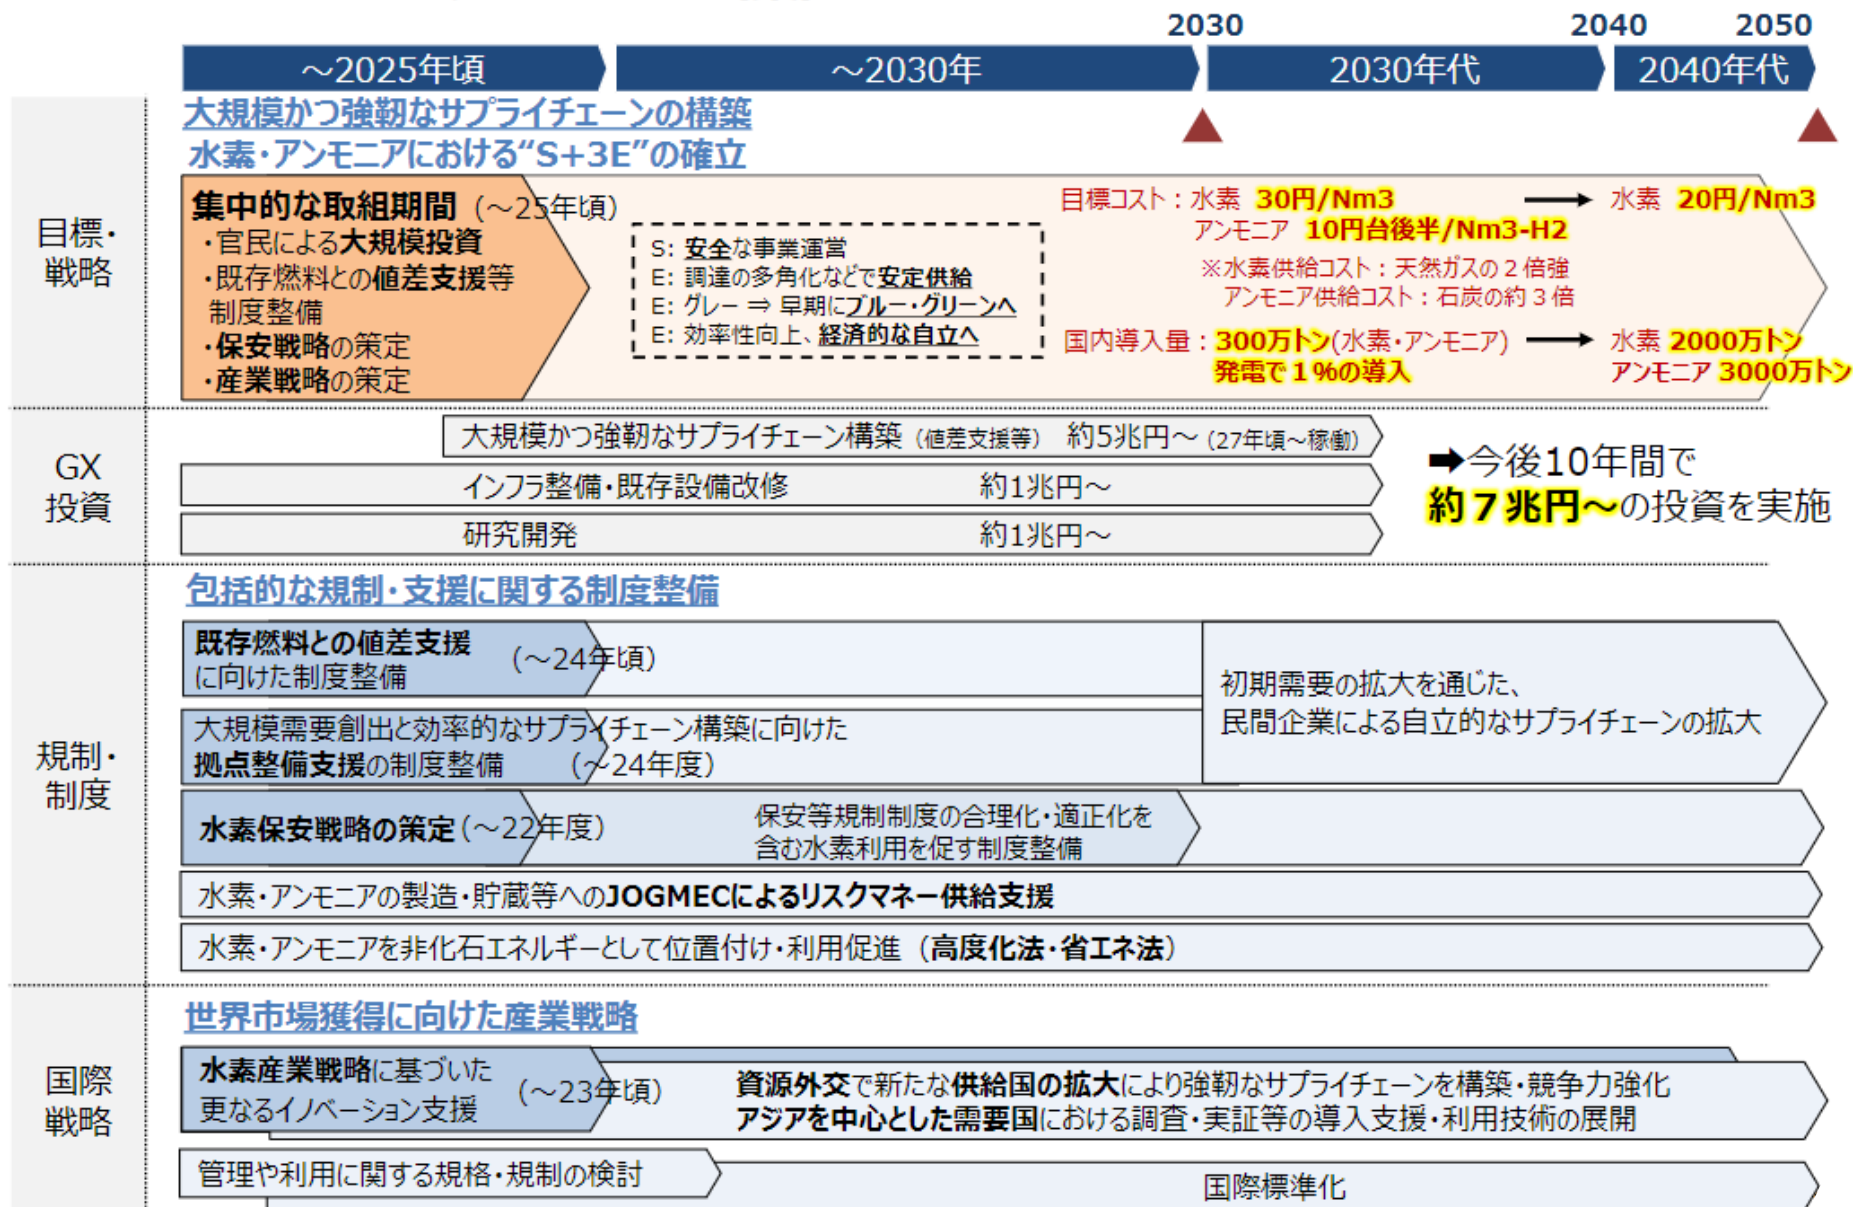 2030
2040
2050
～2025年頃
～2030年
2030年代
2040年代
目標・
戦略
大規模かつ強靭なサプライチェーンの構築
水素・アンモニアにおける“S+3E”の確立
集中的な取組期間（～25年頃）
・官民による大規模投資
・既存燃料との値差支援等
制度整備
・保安戦略の策定
・産業戦略の策定
S: 安全な事業運営
E: 調達の多角化などで安定供給
E: グレー ⇒ 早期にブルー・グリーンへ
E: 効率性向上、経済的な自立へ
目標コスト：水素 30円/Nm3 → 水素 20円/Nm3
アンモニア 10円台後半/Nm3-H2
※水素供給コスト：天然ガスの２倍強
アンモニア供給コスト：石炭の約３倍
国内導入量：300万トン(水素・アンモニア) → 水素 2000万トン
発電で１%の導入 アンモニア 3000万トン
GX
投資
大規模かつ強靭なサプライチェーン構築（値差支援等） 約5兆円～（27年頃～稼働）
インフラ整備・既存設備改修 約1兆円～
研究開発 約1兆円～
➡今後10年間で
約７兆円～の投資を実施
規制・
制度
包括的な規制・支援に関する制度整備
既存燃料との値差支援
に向けた制度整備 （～24年頃）
大規模需要創出と効率的なサプライチェーン構築に向けた
拠点整備支援の制度整備 （～24年度）
初期需要の拡大を通じた、
民間企業による自立的なサプライチェーンの拡大
水素保安戦略の策定（～22年度）
保安等規制制度の合理化・適正化を
含む水素利用を促す制度整備
水素・アンモニアの製造・貯蔵等へのJOGMECによるリスクマネー供給支援
水素・アンモニアを非化石エネルギーとして位置付け・利用促進（高度化法・省エネ法）
国際
戦略
世界市場獲得に向けた産業戦略
水素産業戦略に基づいた
更なるイノベーション支援 （～23年頃）
資源外交で新たな供給国の拡大により強靭なサプライチェーンを構築・競争力強化
アジアを中心とした需要国における調査・実証等の導入支援・利用技術の展開
管理や利用に関する規格・規制の検討
国際標準化